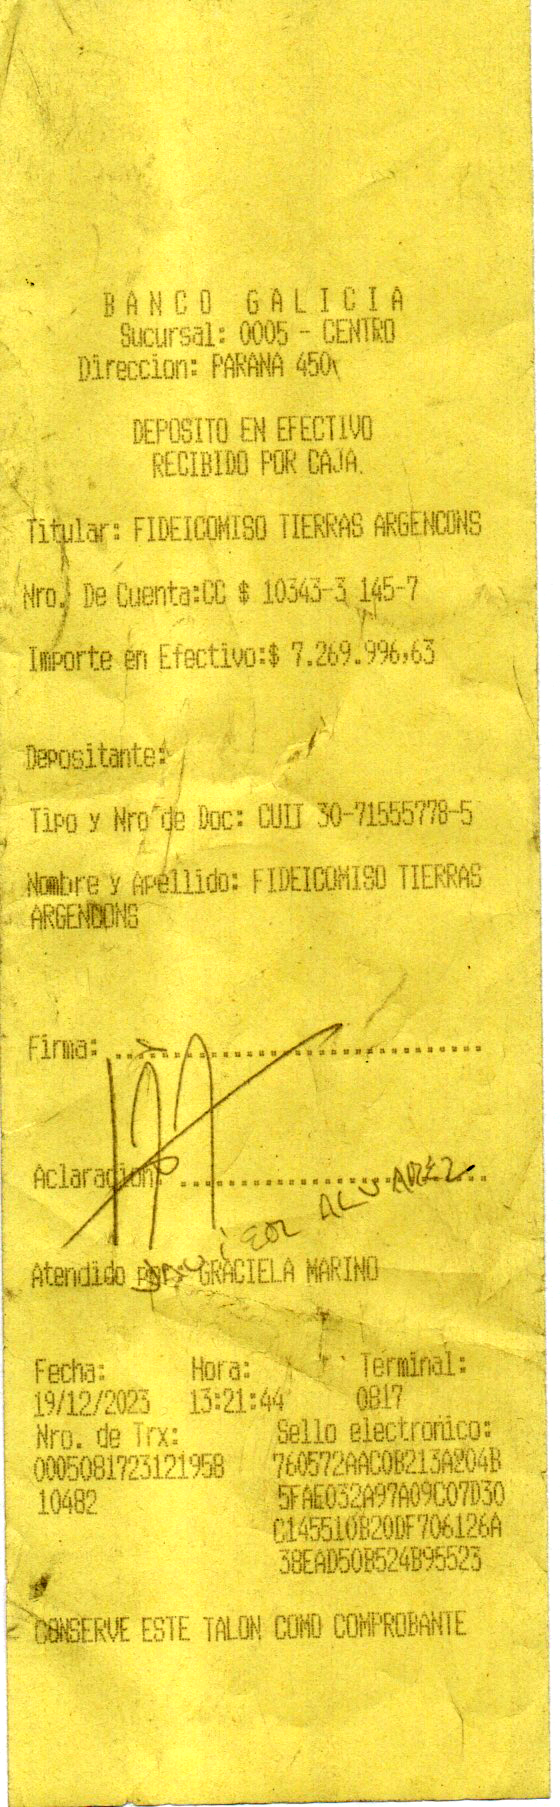 BANCO GALICIA
Sucursal: 0005 - CENTRO
Direccion: PARANA 450
DEPOSITO EN EFECTIVO
RECIBIDO POR CAJA.
Titular: FIDEICOMISO TIERRAS ARGENCONS
Nro. De Cuenta:CC $ 10343-3 145-7
Importe en Efectivo:$ 7.269.996,63
Depositante:
Tipo y Nro de Doc: CUIT 30-71555778-5
Nombre y Apellido: FIDEICOMISO TIERRAS
ARGENCONS
Firma:
Aclaracion:
ALVAREZ
Atendido por: GRACIELA MARINO
Fecha: Hora: Terminal:
19/12/2023 13:21:44 0817
Nro. de Trx: Sello electronico:
0005081723121958 760572AAC0B213A204B
10482 5FAE032A97A09C07D30
C145510B20DF706126A
38EAD50B524B95523
CONSERVE ESTE TALON COMO COMPROBANTE